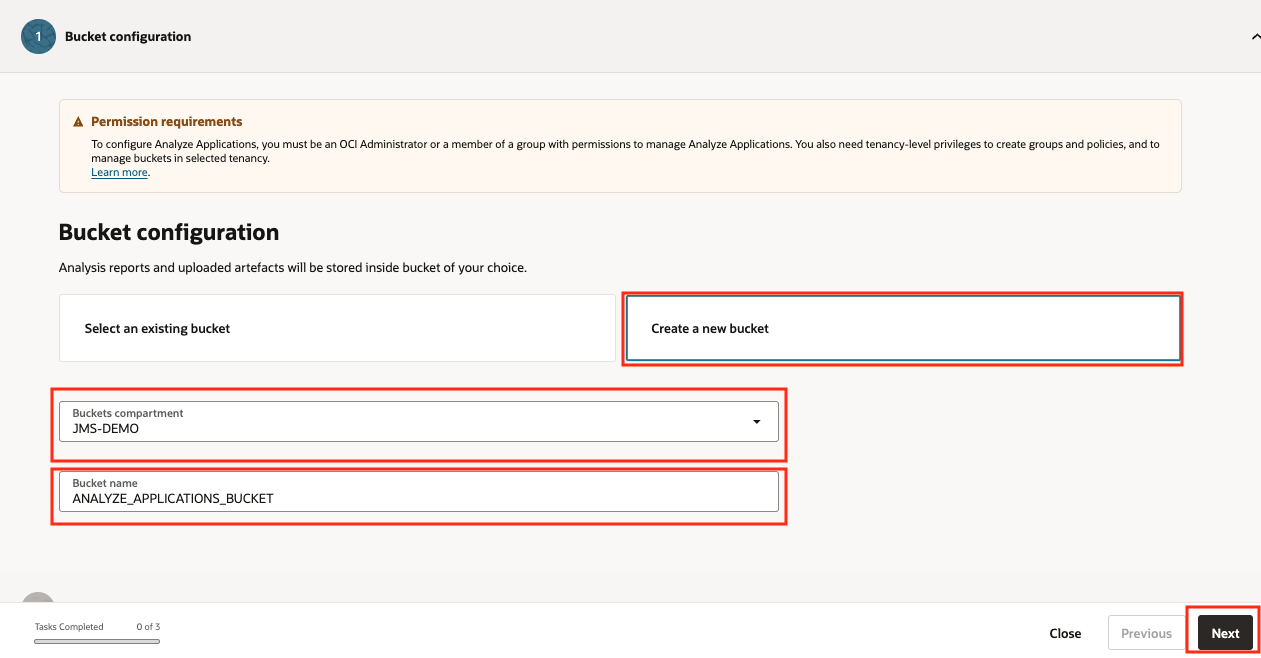 1 Bucket configuration
Permission requirements
To configure Analyze Applications, you must be an OCI Administrator or a member of a group with permissions to manage Analyze Applications. You also need tenancy-level privileges to create groups and policies, and to
manage buckets in selected tenancy.
Learn more.
Bucket configuration
Analysis reports and uploaded artefacts will be stored inside bucket of your choice.
Select an existing bucket Create a new bucket
Buckets compartment
JMS-DEMO
Bucket name
ANALYZE_APPLICATIONS_BUCKET
Tasks Completed 0 of 3
Close Previous Next